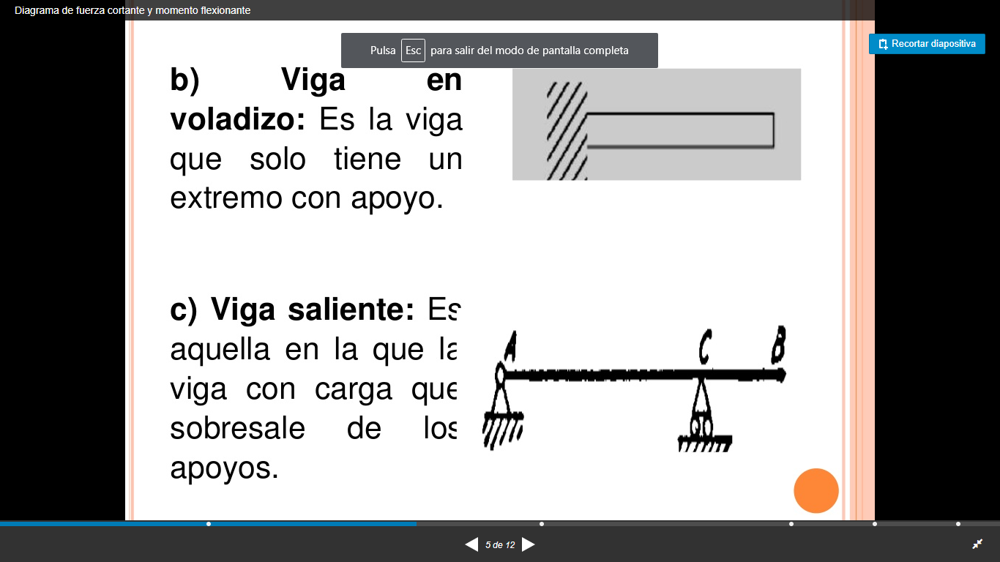 Diagrama de fuerza cortante y momento flexionante
Pulsa Esc para salir del modo de pantalla completa
Recortar diapositiva
b) Viga en
voladizo: Es la viga
que solo tiene un
extremo con apoyo.
c) Viga saliente: Es
aquella en la que la
viga con carga que
sobresale de los
apoyos.
A C B
5 de 12